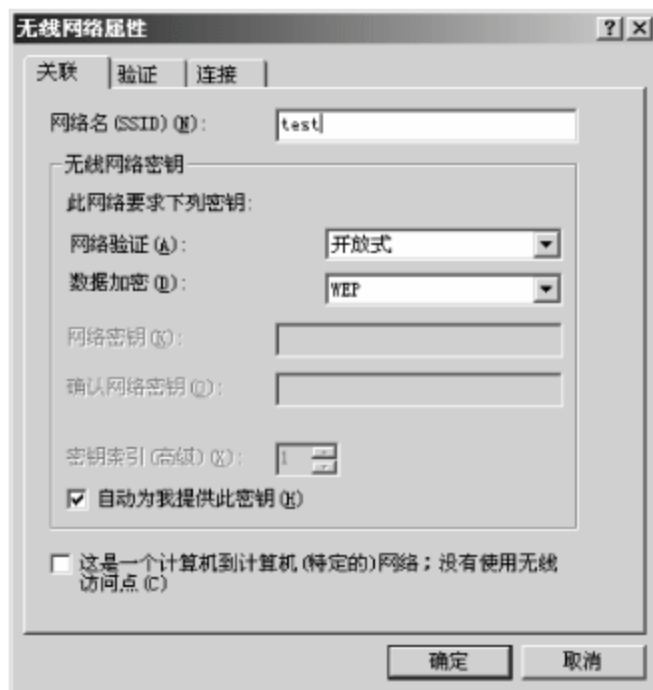 无线网络属性
关联 验证 连接
网络名(SSID)(N): test
无线网络密钥
此网络要求下列密钥:
网络验证(A): 开放式
数据加密(D): WEP
网络密钥(K):
确认网络密钥(O):
密钥索引(高级)(X): 1
自动为我提供此密钥(H)
这是一个计算机到计算机(特定的)网络;没有使用无线
访问点(C)
确定 取消